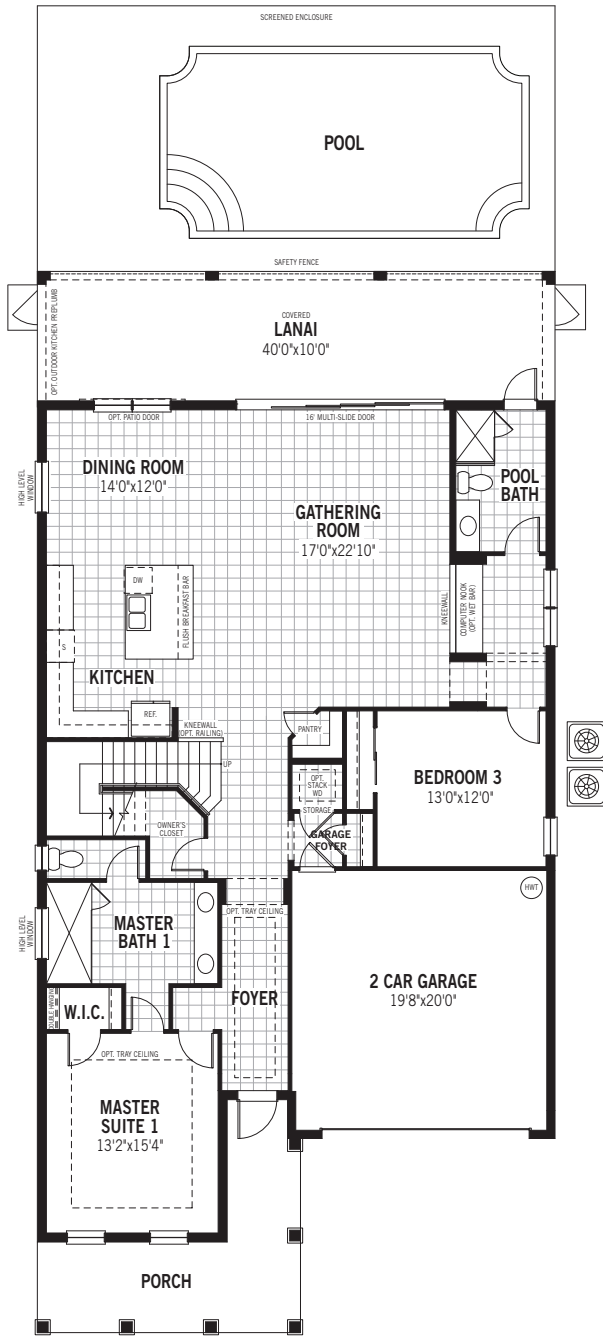 SCREENED ENCLOSURE
POOL
SAFETY FENCE
OPT. OUTDOOR KITCHEN PREPLUMB
COVERED
LANAI
40'0"x10'0"
OPT. PATIO DOOR
16' MULTI-SLIDE DOOR
HIGH LEVEL
WINDOW
DINING ROOM
14'0"x12'0"
GATHERING
ROOM
17'0"x22'10"
POOL
BATH
DW
FLUSH BREAKFAST BAR
KNEEWALL
COMPUTER NOOK
(OPT. WET BAR)
S
KITCHEN
REF.
KNEEWALL
(OPT. RAILING)
PANTRY
UP
OPT.
STACK
WD
STORAGE
BEDROOM 3
13'0"x12'0"
OWNER'S
CLOSET
GARAGE
FOYER
HIGH LEVEL
WINDOW
MASTER
BATH 1
OPT. TRAY CEILING
HWT
2 CAR GARAGE
19'8"x20'0"
FOYER
DOUBLE HANGING
W.I.C.
OPT. TRAY CEILING
MASTER
SUITE 1
13'2"x15'4"
PORCH